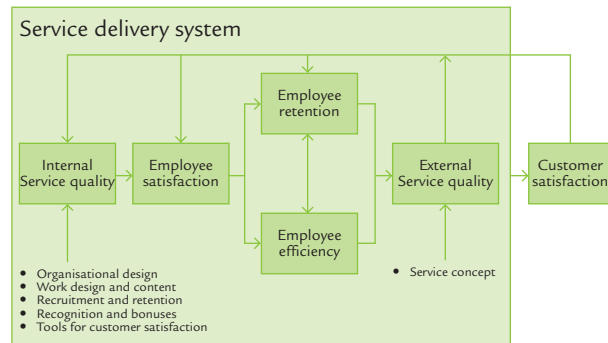 Service delivery system
Employee
retention
Internal
Service quality
Employee
satisfaction
External
Service quality
Customer
satisfaction
Employee
efficiency
• Organisational design
• Work design and content
• Recruitment and retention
• Recognition and bonuses
• Tools for customer satisfaction
• Service concept